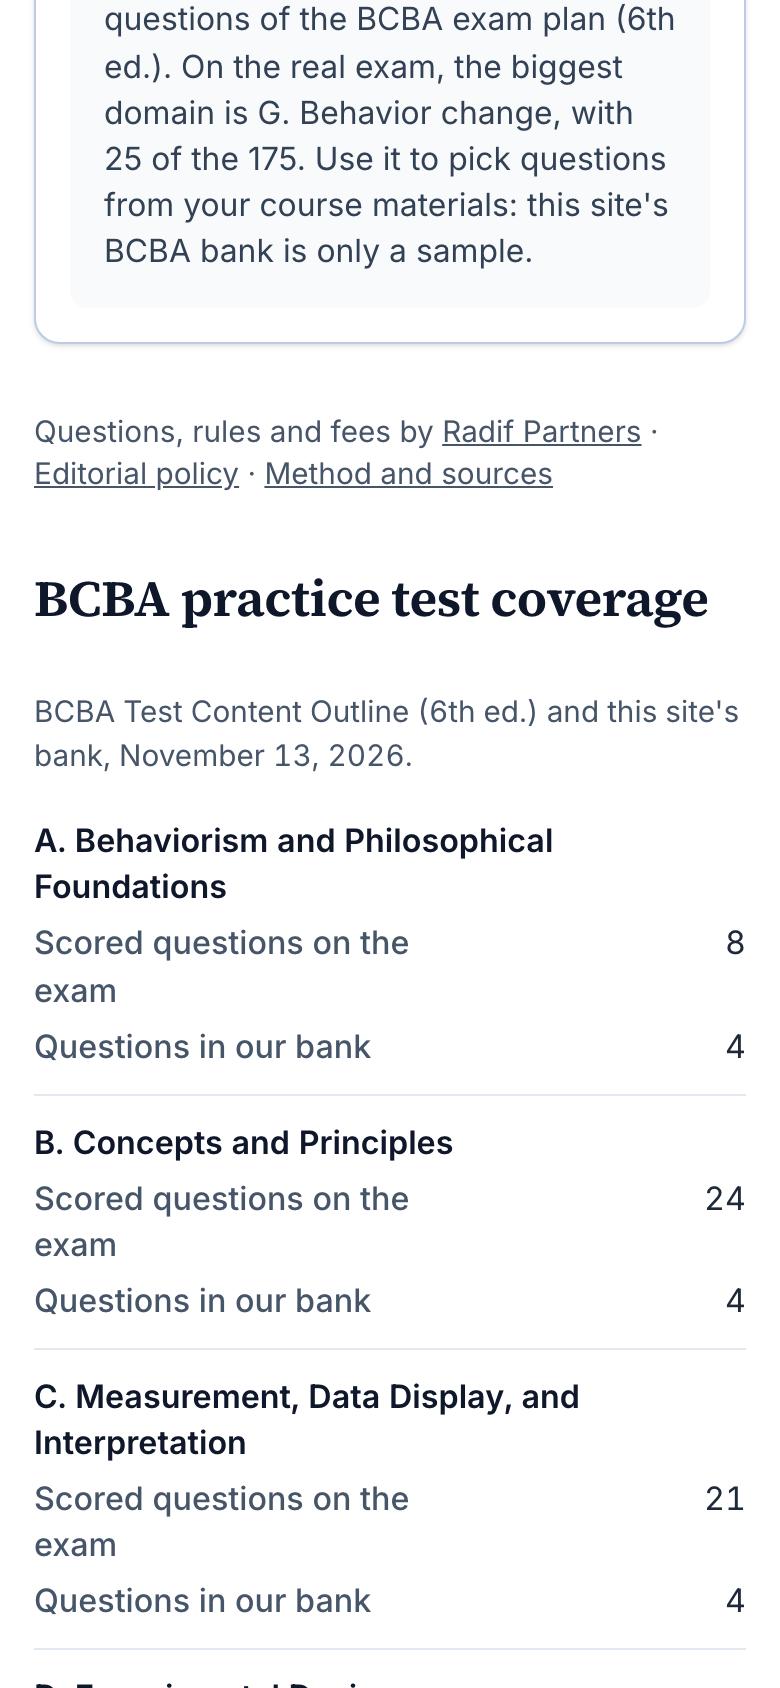 questions of the BCBA exam plan (6th
ed.). On the real exam, the biggest
domain is G. Behavior change, with
25 of the 175. Use it to pick questions
from your course materials: this site's
BCBA bank is only a sample.
Questions, rules and fees by Radif Partners ·
Editorial policy · Method and sources
BCBA practice test coverage
BCBA Test Content Outline (6th ed.) and this site's
bank, November 13, 2026.
A. Behaviorism and Philosophical
Foundations
Scored questions on the 8
exam
Questions in our bank 4
B. Concepts and Principles
Scored questions on the 24
exam
Questions in our bank 4
C. Measurement, Data Display, and
Interpretation
Scored questions on the 21
exam
Questions in our bank 4